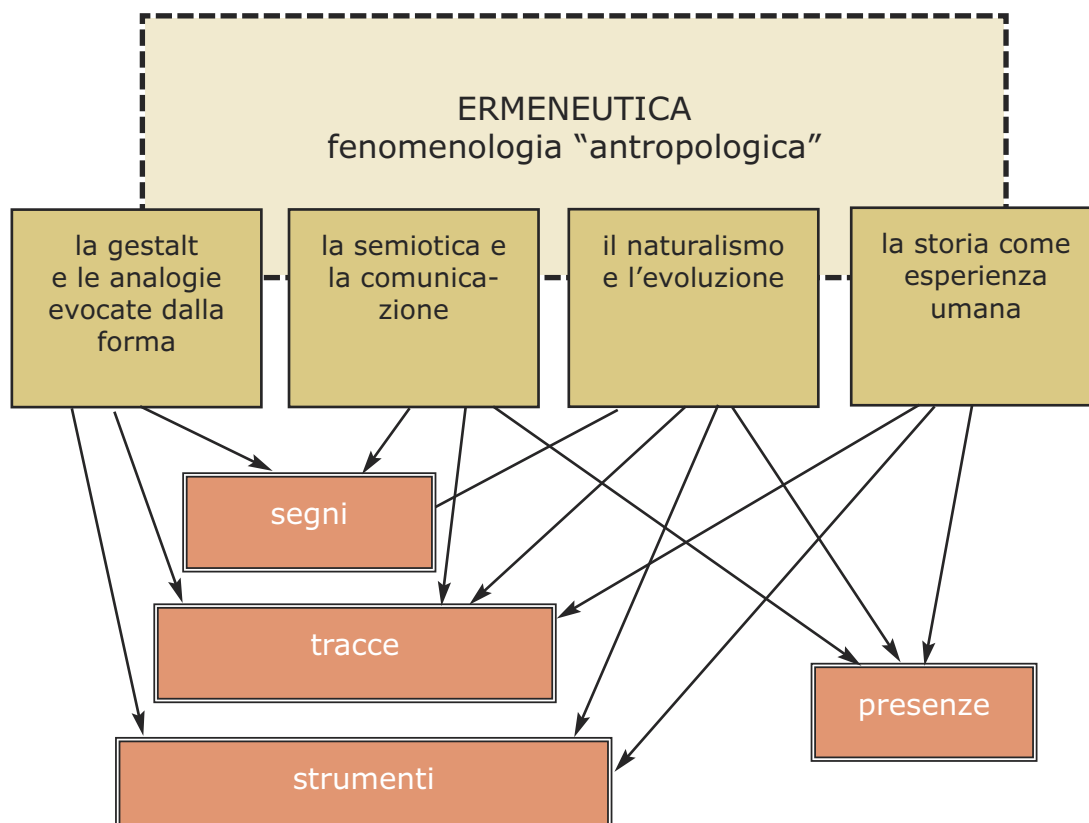 ERMENEUTICA
fenomenologia “antropologica”
la gestalt
e le analogie
evocate dalla
forma
la semiotica e
la comunica-
zione
il naturalismo
e l’evoluzione
la storia come
esperienza
umana
segni
tracce
presenze
strumenti